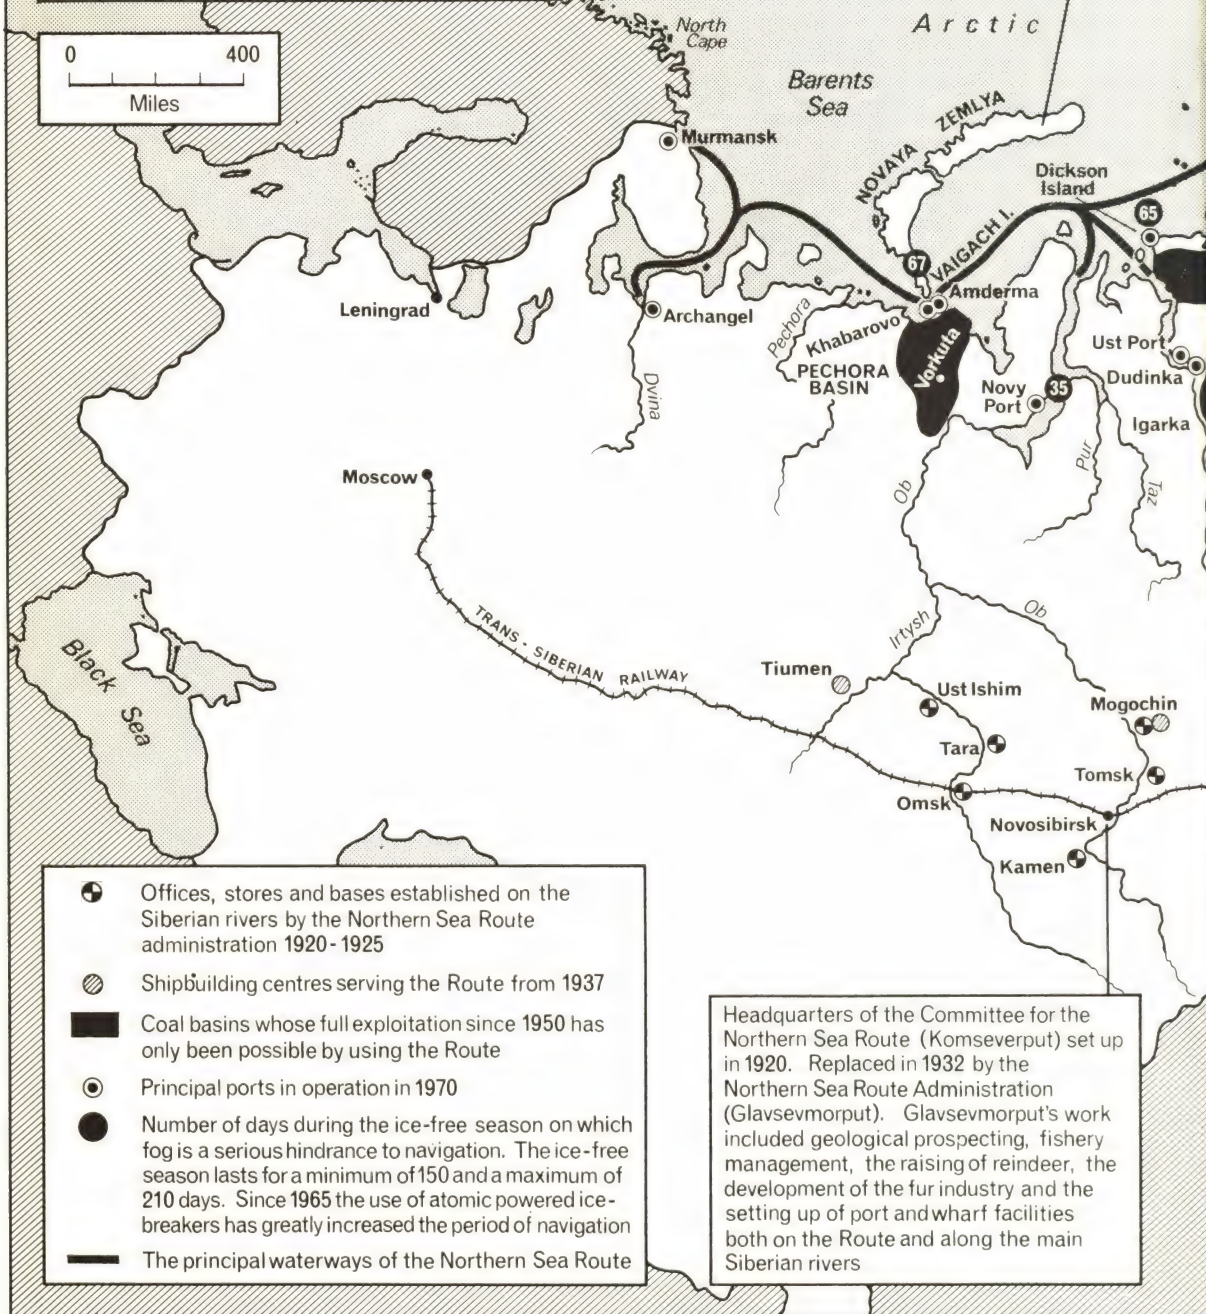 0 400
Miles
North
Cape
Arctic
Barents
Sea
NOVAYA ZEMLYA
Murmansk
Dickson
Island
65
67
VAIGACH I.
Amderma
Leningrad
Archangel
Pechora
Khabarovo
Vorkuta
PECHORA
BASIN
Ust Port
Dudinka
Novy
Port
35
Igarka
Dvina
Pur
Taz
Ob
Moscow
TRANS-SIBERIAN RAILWAY
Irtysh
Ob
Black
Sea
Tiumen
Ust Ishim
Mogochin
Tara
Tomsk
Omsk
Novosibirsk
Kamen
Offices, stores and bases established on the
Siberian rivers by the Northern Sea Route
administration 1920-1925
Shipbuilding centres serving the Route from 1937
Coal basins whose full exploitation since 1950 has
only been possible by using the Route
Principal ports in operation in 1970
Number of days during the ice-free season on which
fog is a serious hindrance to navigation. The ice-free
season lasts for a minimum of 150 and a maximum of
210 days. Since 1965 the use of atomic powered ice-
breakers has greatly increased the period of navigation
The principal waterways of the Northern Sea Route
Headquarters of the Committee for the
Northern Sea Route (Komseverput) set up
in 1920. Replaced in 1932 by the
Northern Sea Route Administration
(Glavsevmorput). Glavsevmorput's work
included geological prospecting, fishery
management, the raising of reindeer, the
development of the fur industry and the
setting up of port and wharf facilities
both on the Route and along the main
Siberian rivers